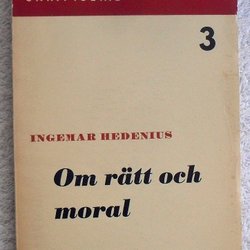 3
INGEMAR HEDENIUS
Om rätt och
moral